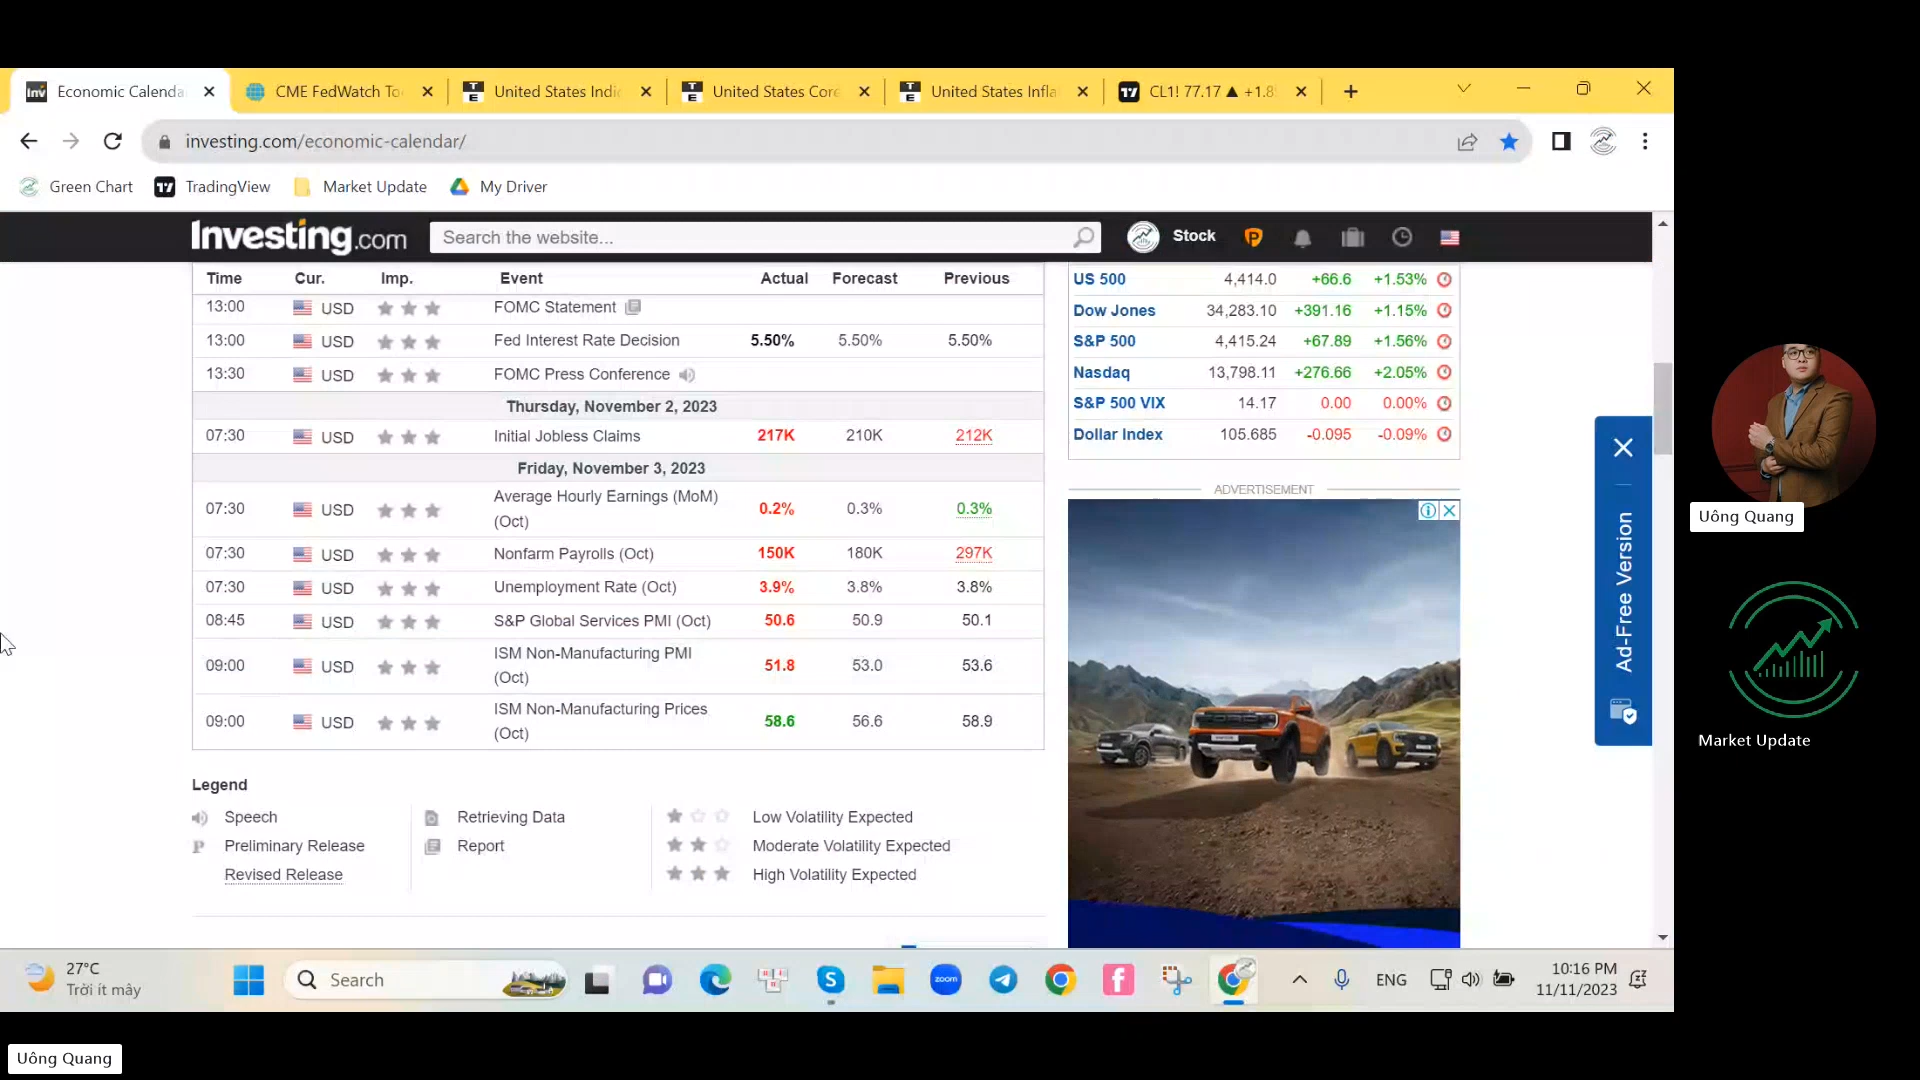 Economic Calenda
CME FedWatch To
United States Indi
United States Core
United States Infla
CL1! 77.17 ▲ +1.8
investing.com/economic-calendar/
Green Chart
TradingView
Market Update
My Driver
Investing.com
Search the website...
Stock
Time Cur. Imp. Event Actual Forecast Previous
13:00 USD FOMC Statement
13:00 USD Fed Interest Rate Decision 5.50% 5.50% 5.50%
13:30 USD FOMC Press Conference
Thursday, November 2, 2023
07:30 USD Initial Jobless Claims 217K 210K 212K
Friday, November 3, 2023
07:30 USD Average Hourly Earnings (MoM) 0.2% 0.3% 0.3%
(Oct)
07:30 USD Nonfarm Payrolls (Oct) 150K 180K 297K
07:30 USD Unemployment Rate (Oct) 3.9% 3.8% 3.8%
08:45 USD S&P Global Services PMI (Oct) 50.6 50.9 50.1
09:00 USD ISM Non-Manufacturing PMI 51.8 53.0 53.6
(Oct)
09:00 USD ISM Non-Manufacturing Prices 58.6 56.6 58.9
(Oct)
Legend
Speech
Preliminary Release
Revised Release
Retrieving Data
Report
Low Volatility Expected
Moderate Volatility Expected
High Volatility Expected
US 500 4,414.0 +66.6 +1.53%
Dow Jones 34,283.10 +391.16 +1.15%
S&P 500 4,415.24 +67.89 +1.56%
Nasdaq 13,798.11 +276.66 +2.05%
S&P 500 VIX 14.17 0.00 0.00%
Dollar Index 105.685 -0.095 -0.09%
ADVERTISEMENT
Ad-Free Version
Uông Quang
Market Update
27°C
Trời ít mây
Search
zoom
ENG
10:16 PM
11/11/2023
Uông Quang